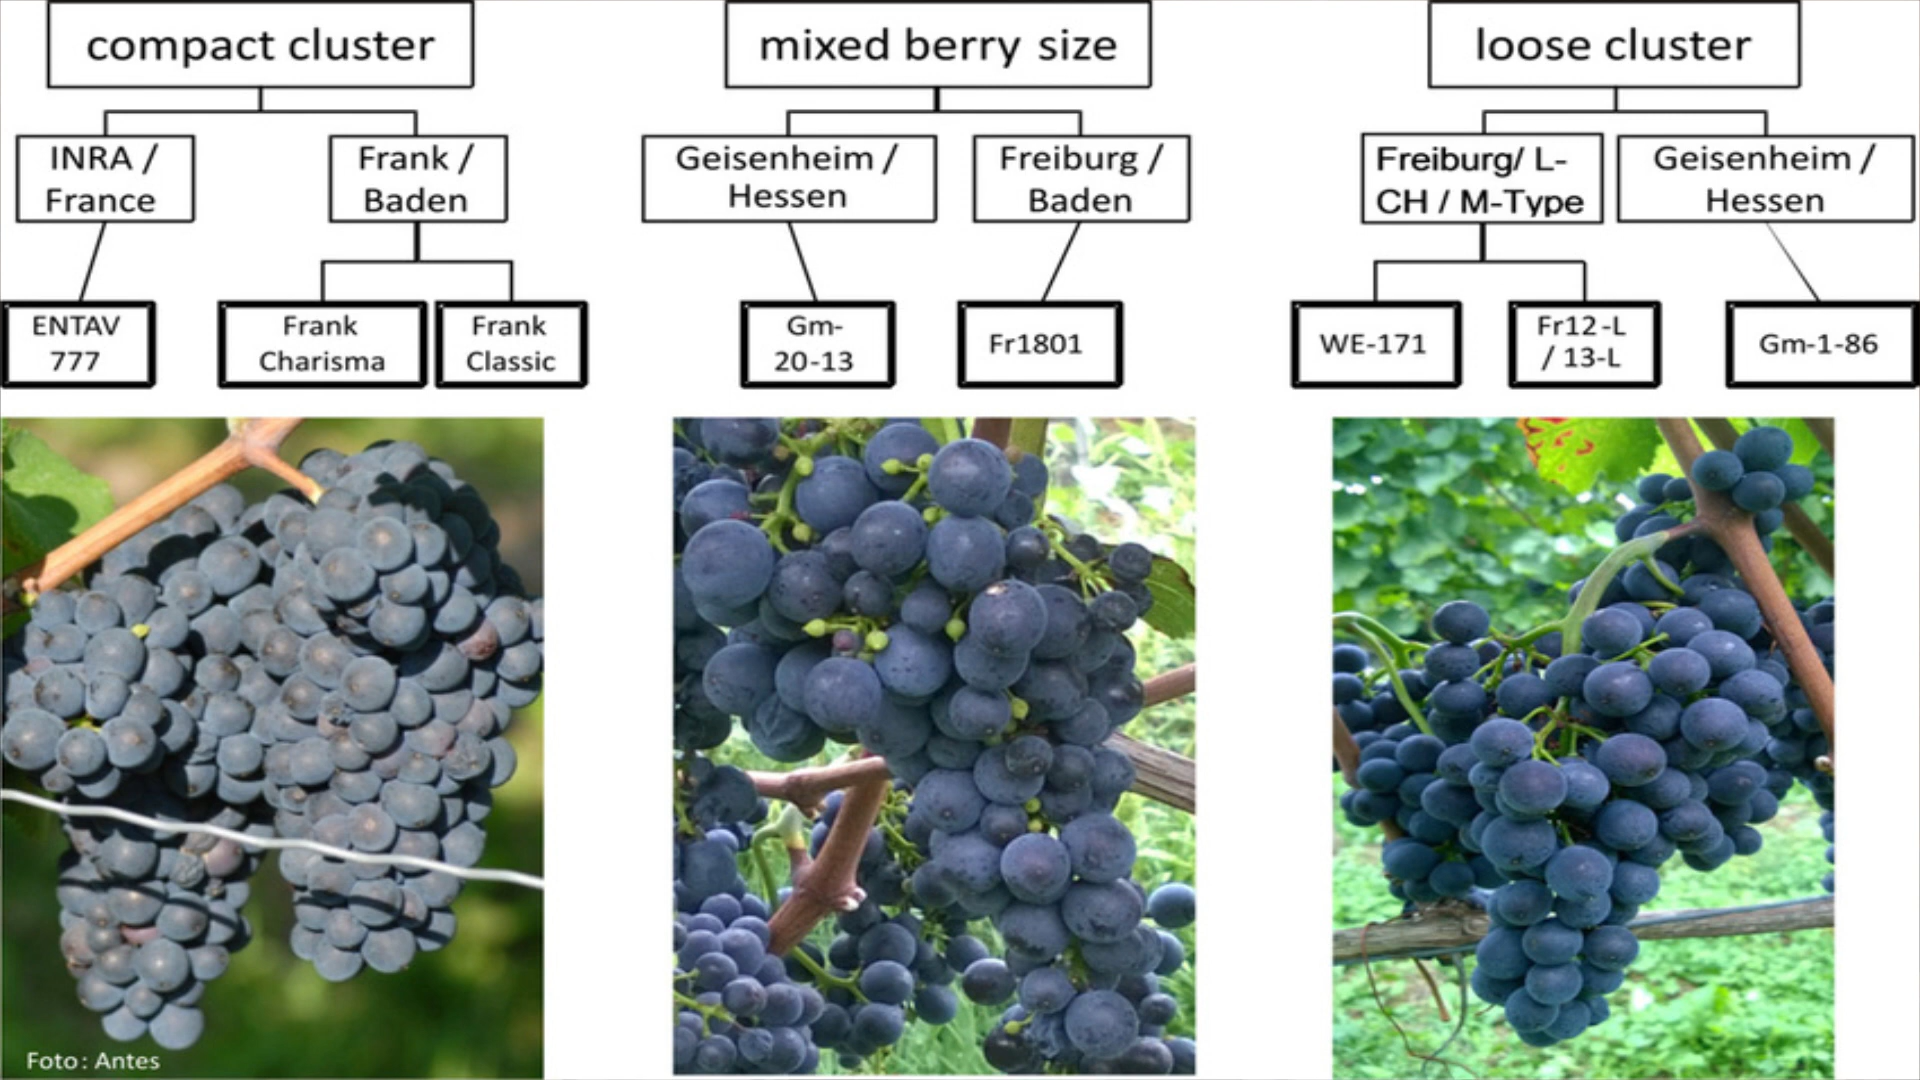 compact cluster
mixed berry size
loose cluster
INRA /
France
Frank /
Baden
Geisenheim /
Hessen
Freiburg /
Baden
Freiburg/ L-
CH / M-Type
Geisenheim /
Hessen
ENTAV
777
Frank
Charisma
Frank
Classic
Gm-
20-13
Fr1801
WE-171
Fr12-L
/ 13-L
Gm-1-86
Foto: Antes